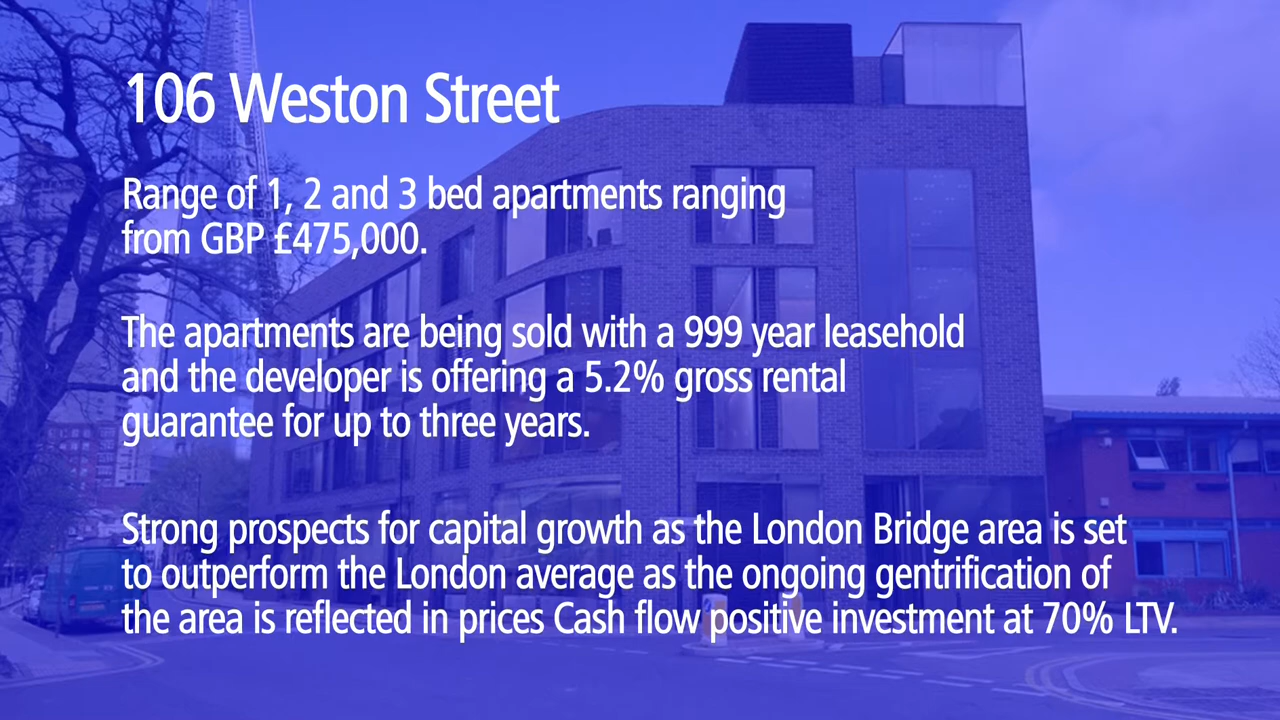 106 Weston Street
Range of 1, 2 and 3 bed apartments ranging
from GBP £475,000.
The apartments are being sold with a 999 year leasehold
and the developer is offering a 5.2% gross rental
guarantee for up to three years.
Strong prospects for capital growth as the London Bridge area is set
to outperform the London average as the ongoing gentrification of
the area is reflected in prices Cash flow positive investment at 70% LTV.